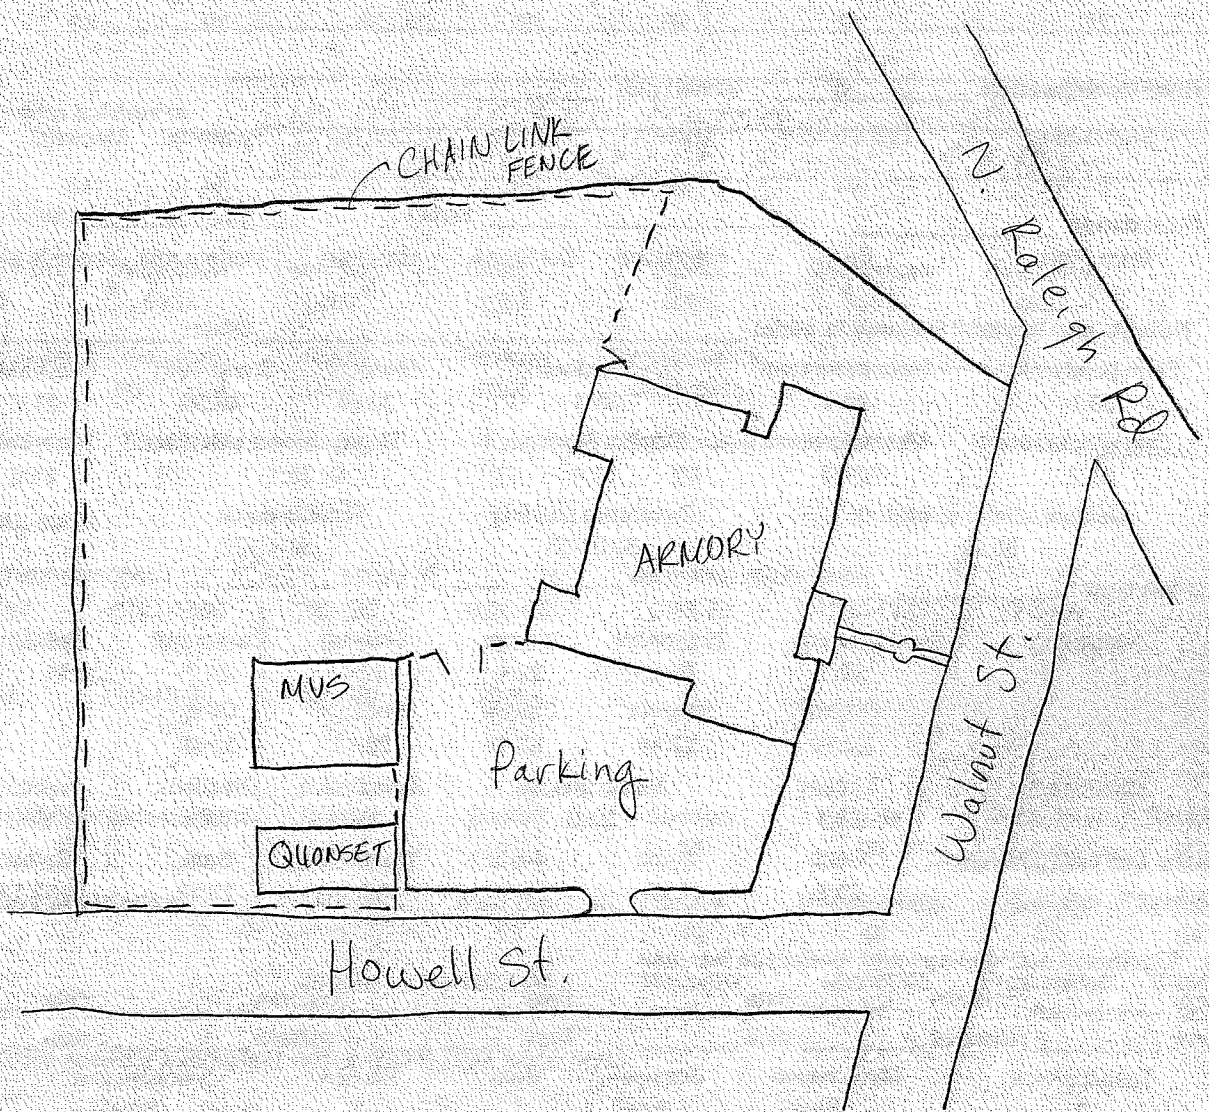 CHAIN LINK
FENCE
N. Raleigh Rd
ARMORY
MVS
Parking
QUONSET
Walnut St.
Howell St.